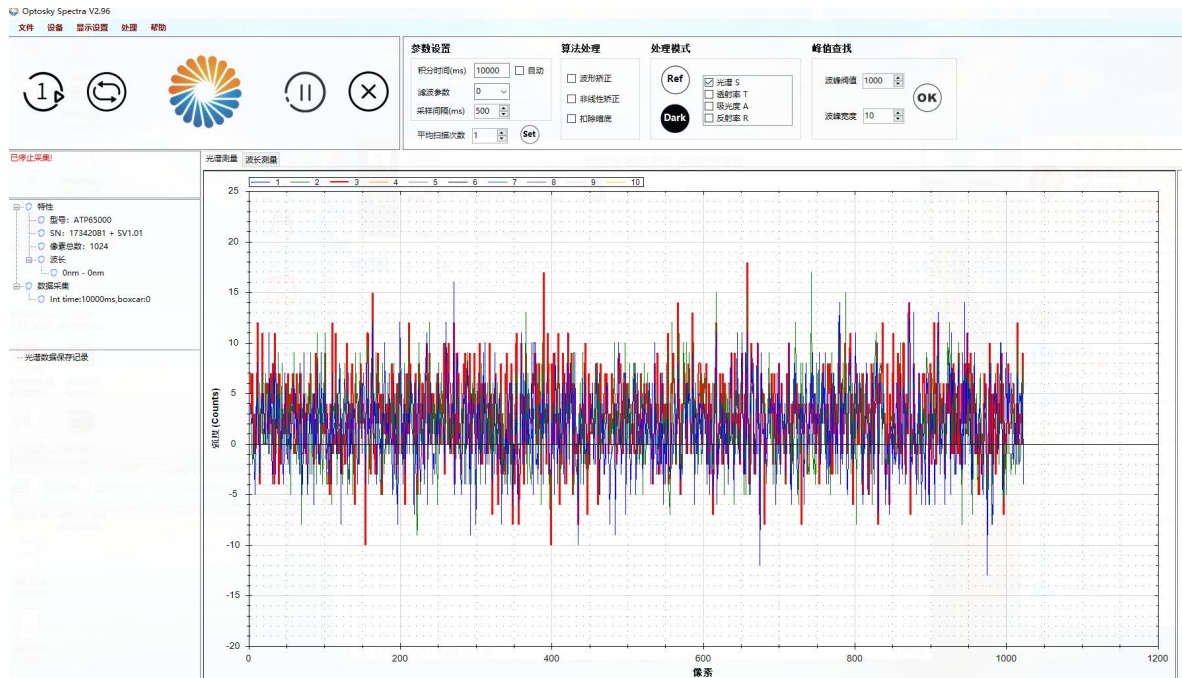 Optosky Spectra V2.96
文件 设备 显示设置 处理 帮助
参数设置
积分时间(ms) 10000 自动
滤波参数 0
采样间隔(ms) 500
平均扫描次数 1 Set
算法处理
波形矫正
非线性矫正
扣除暗底
处理模式
Ref
Dark
光谱 S
透射率 T
吸光度 A
反射率 R
峰值查找
波峰阀值 1000
波峰宽度 10
OK
已停止采集!
特性
型号：ATP65000
SN：17342081 + SV1.01
像素总数：1024
波长
0nm - 0nm
数据采集
Int time:10000ms,boxcar:0
光谱数据保存记录
光谱测量 波长测量
1 2 3 4 5 6 7 8 9 10
强度 (Counts)
25
20
15
10
5
0
-5
-10
-15
-20
0 200 400 600 800 1000 1200
像素